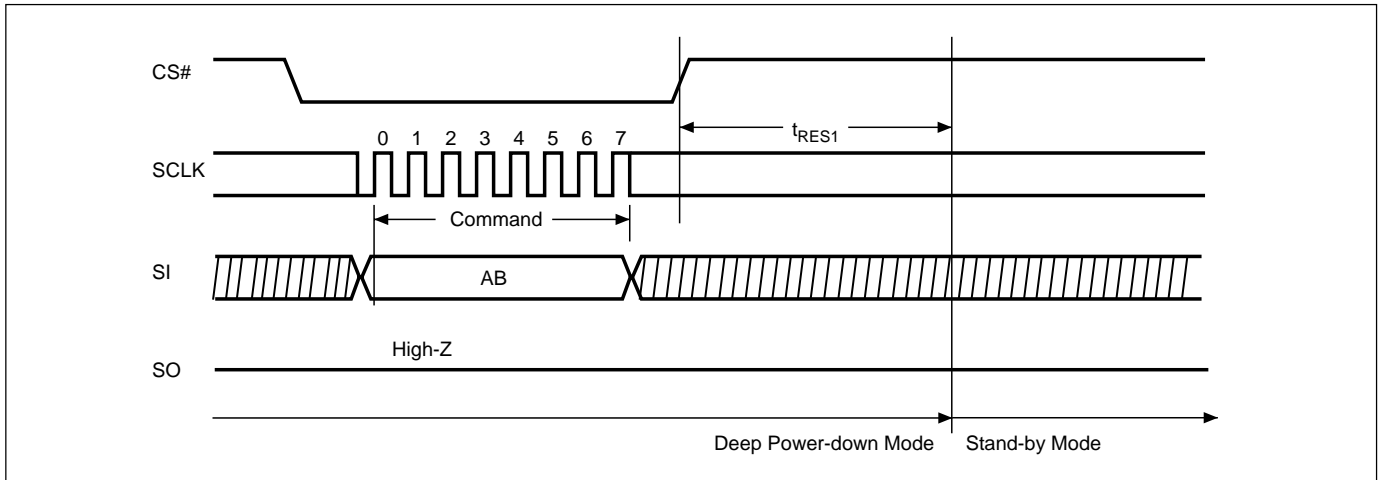 CS#
tRES1
0 1 2 3 4 5 6 7
SCLK
Command
SI
AB
High-Z
SO
Deep Power-down Mode
Stand-by Mode